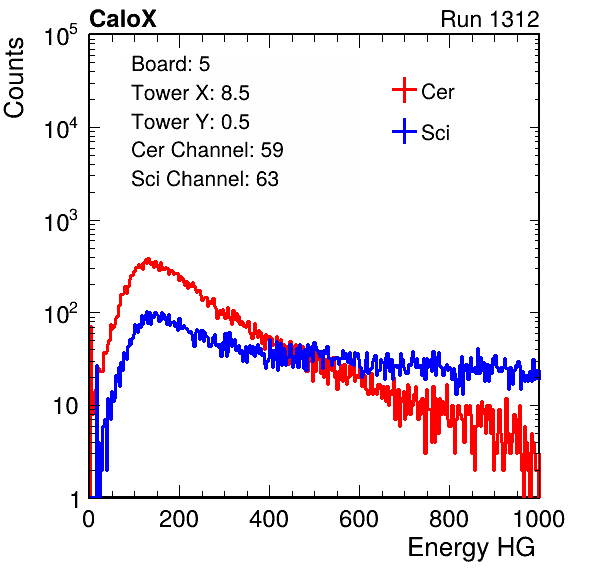 CaloX Run 1312
Counts
10^5
10^4
10^3
10^2
10
1
Board: 5
Tower X: 8.5
Tower Y: 0.5
Cer Channel: 59
Sci Channel: 63
Cer
Sci
0 200 400 600 800 1000
Energy HG